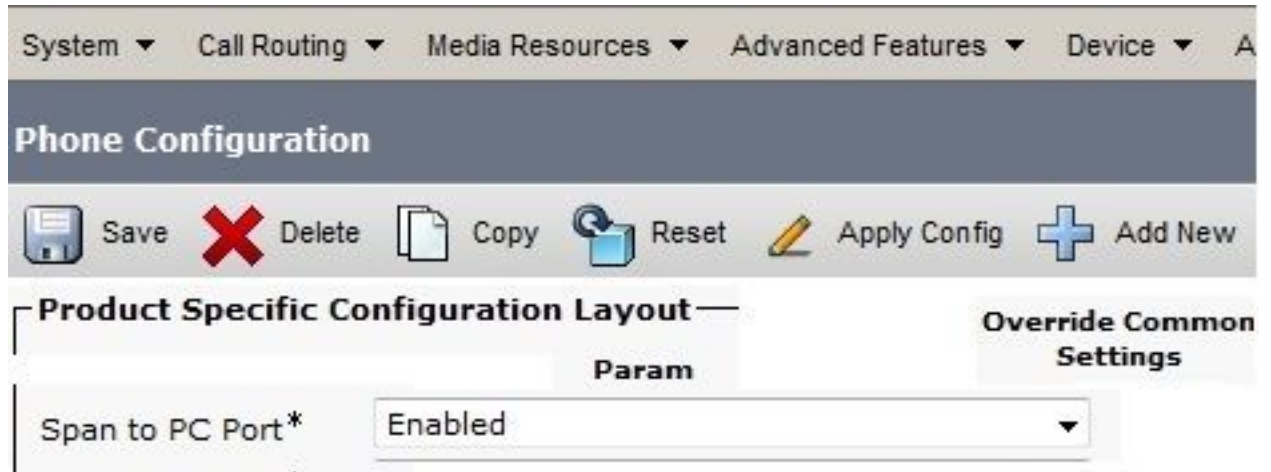 System Call Routing Media Resources Advanced Features Device A
Phone Configuration
Save Delete Copy Reset Apply Config Add New
Product Specific Configuration Layout
Override Common
Settings
Param
Span to PC Port* Enabled